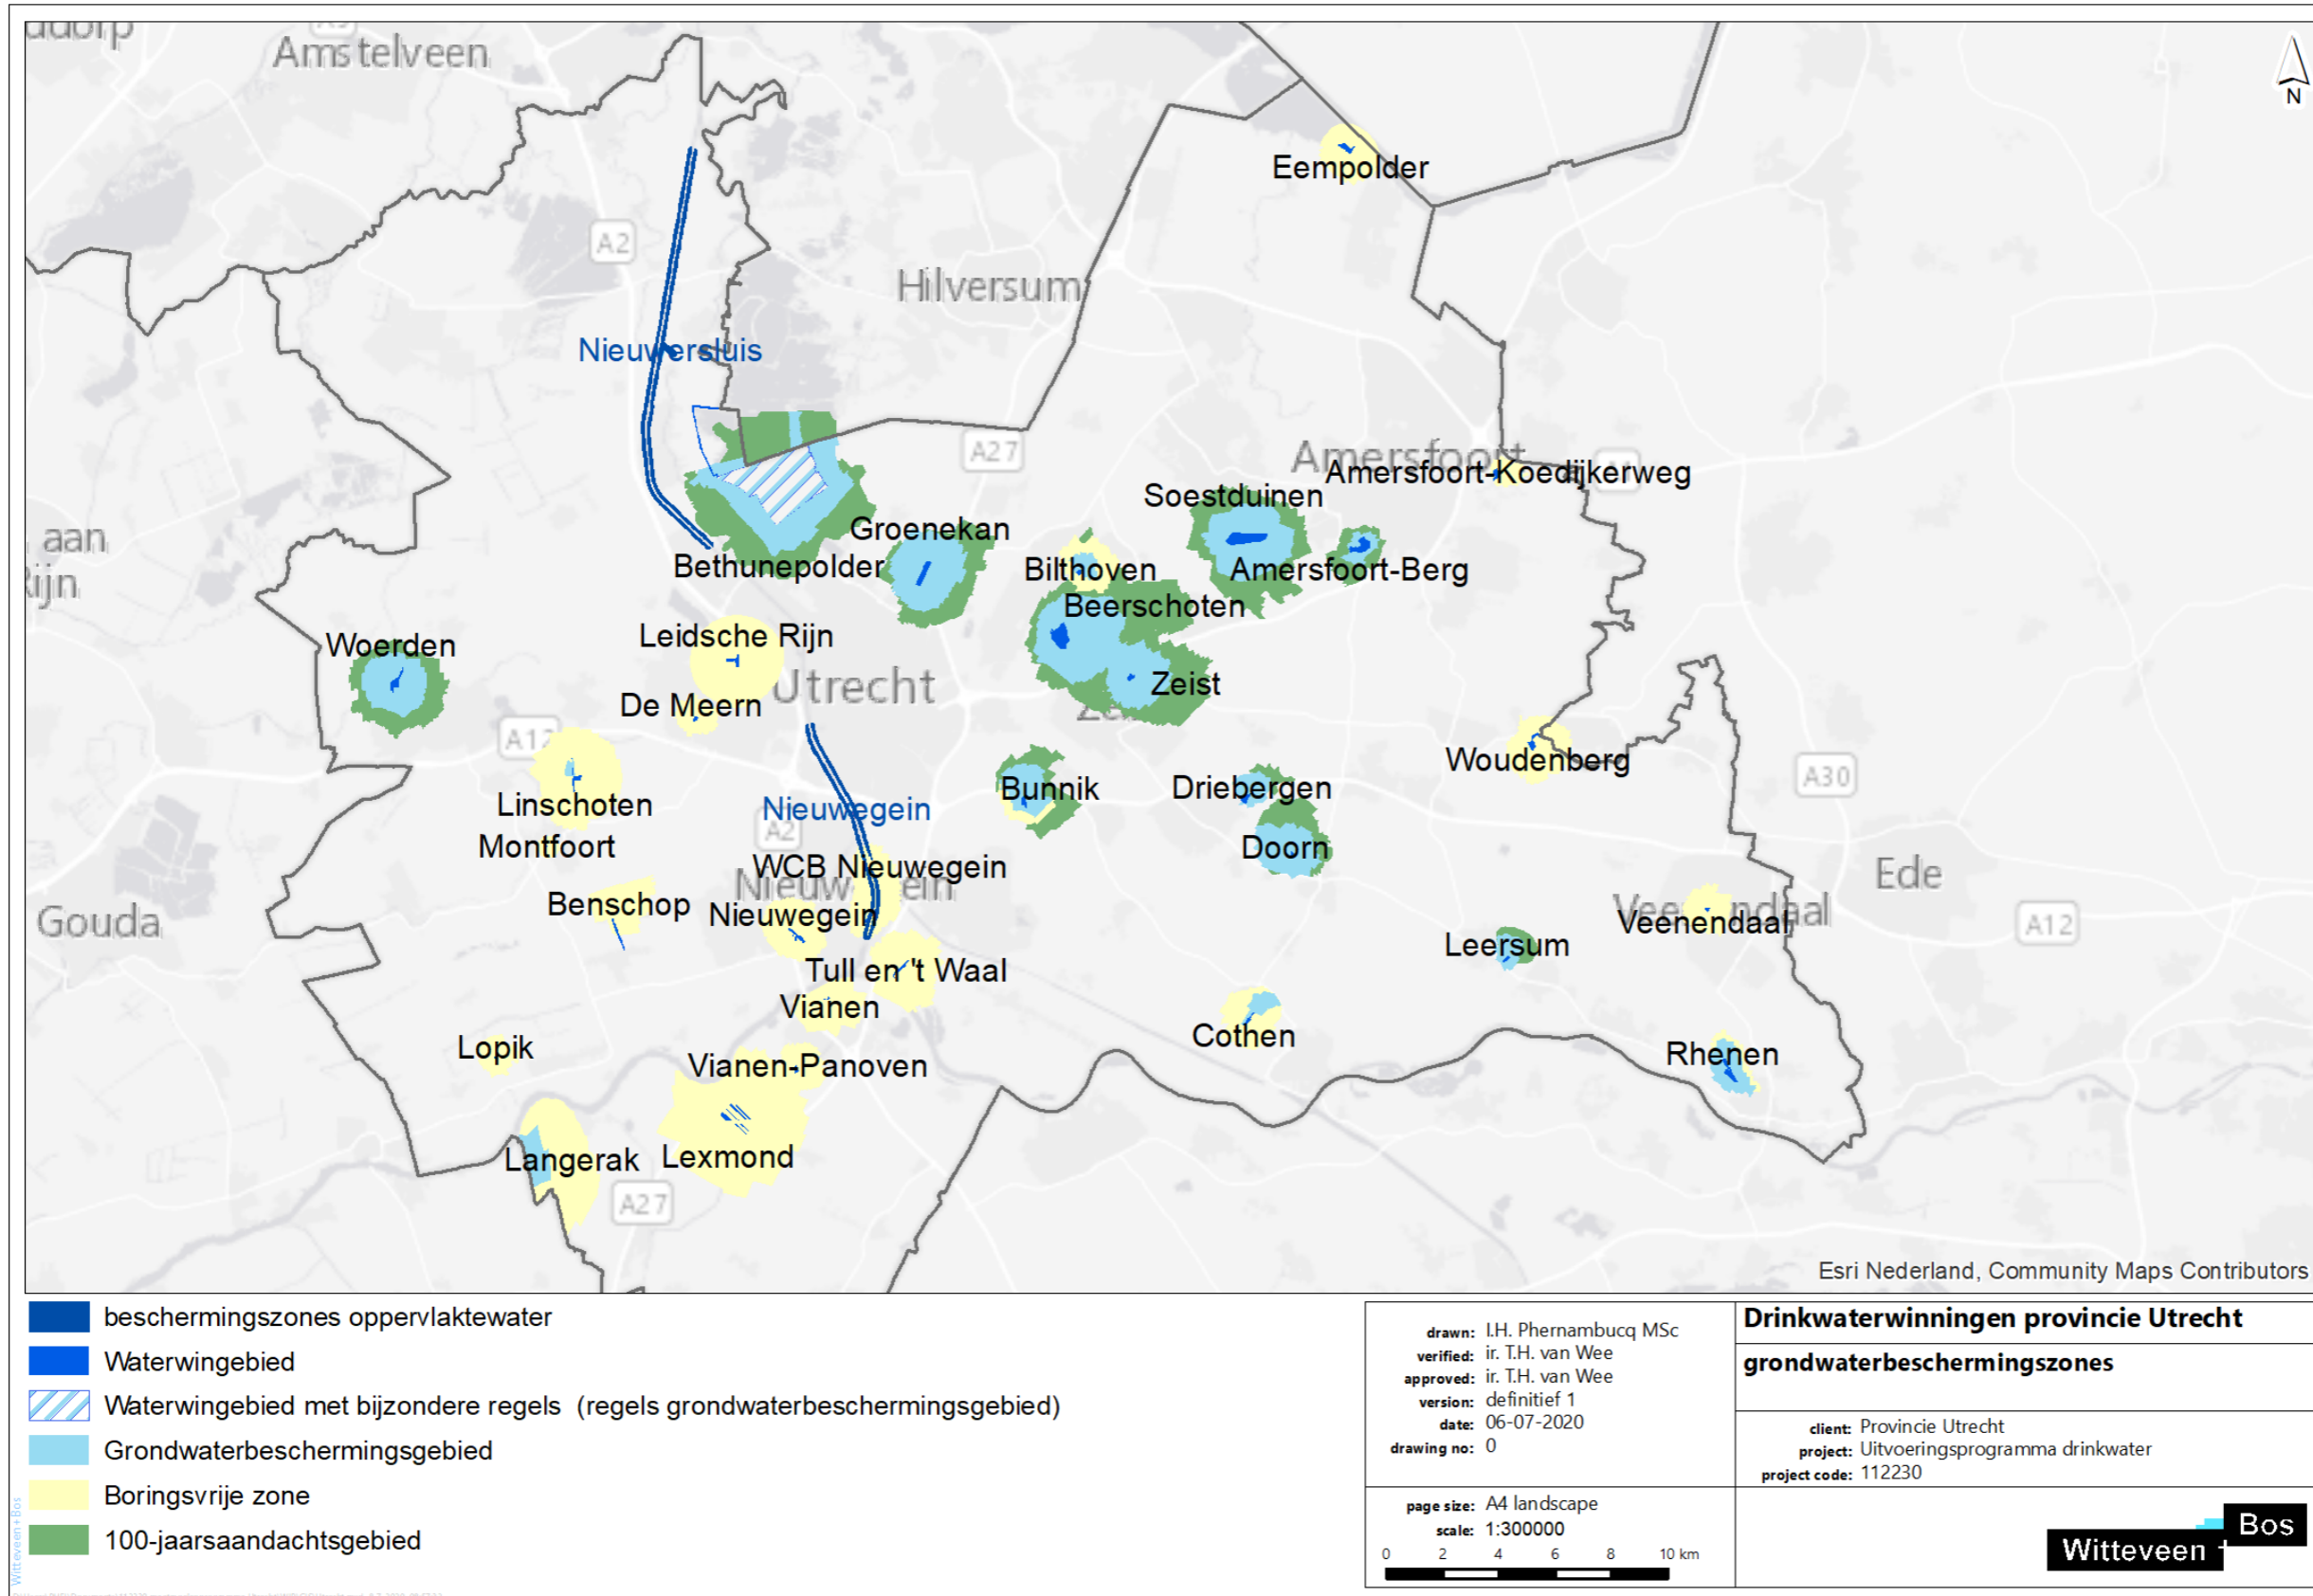 Amstelveen
N
Eempolder
A2
Hilversum
Nieuwersluis
A27
Amersfoort
Amersfoort-Koedijkerweg
Soestduinen
Groenekan
aan
Bethunepolder
Bilthoven
Amersfoort-Berg
Beerschoten
Woerden
Leidsche Rijn
Utrecht
Zeist
De Meern
A12
Woudenberg
Linschoten
Nieuwegein
Bunnik
Driebergen
A30
A2
Montfoort
Doorn
WCB Nieuwegein
Ede
Nieuwegein
Benschop
Nieuwegein
Veenendaal
Veenendaal
Gouda
A12
Leersum
Tull en 't Waal
Vianen
Cothen
Lopik
Vianen-Panoven
Rhenen
Langerak
Lexmond
A27
Esri Nederland, Community Maps Contributors
beschermingszones oppervlaktewater
Waterwingebied
Waterwingebied met bijzondere regels (regels grondwaterbeschermingsgebied)
Grondwaterbeschermingsgebied
Boringsvrije zone
100-jaarsaandachtsgebied
Witteveen+Bos
drawn: I.H. Phernambucq MSc
verified: ir. T.H. van Wee
approved: ir. T.H. van Wee
version: definitief 1
date: 06-07-2020
drawing no: 0
page size: A4 landscape
scale: 1:300000
0 2 4 6 8 10 km
Drinkwaterwinningen provincie Utrecht
grondwaterbeschermingszones
client: Provincie Utrecht
project: Uitvoeringsprogramma drinkwater
project code: 112230
Witteveen + Bos